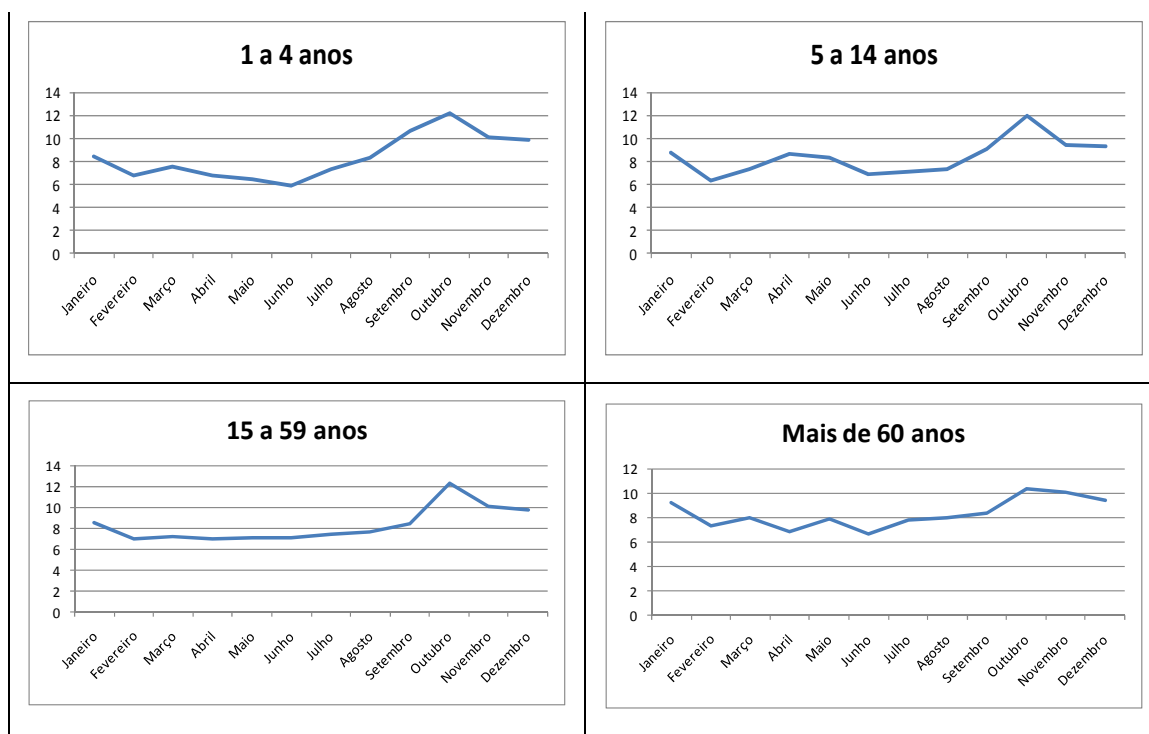 1 a 4 anos
14
12
10
8
6
4
2
0
Janeiro
Fevereiro
Março
Abril
Maio
Junho
Julho
Agosto
Setembro
Outubro
Novembro
Dezembro
5 a 14 anos
14
12
10
8
6
4
2
0
Janeiro
Fevereiro
Março
Abril
Maio
Junho
Julho
Agosto
Setembro
Outubro
Novembro
Dezembro
15 a 59 anos
14
12
10
8
6
4
2
0
Janeiro
Fevereiro
Março
Abril
Maio
Junho
Julho
Agosto
Setembro
Outubro
Novembro
Dezembro
Mais de 60 anos
12
10
8
6
4
2
0
Janeiro
Fevereiro
Março
Abril
Maio
Junho
Julho
Agosto
Setembro
Outubro
Novembro
Dezembro